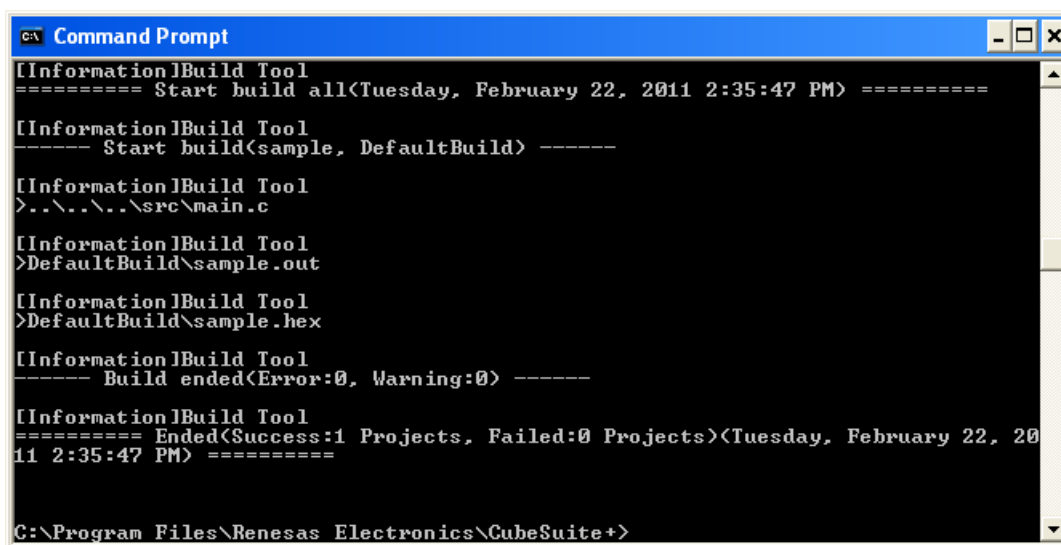 Command Prompt
[Information]Build Tool
========== Start build all(Tuesday, February 22, 2011 2:35:47 PM) ==========
[Information]Build Tool
------ Start build(sample, DefaultBuild) ------
[Information]Build Tool
>..\..\..\src\main.c
[Information]Build Tool
>DefaultBuild\sample.out
[Information]Build Tool
>DefaultBuild\sample.hex
[Information]Build Tool
------ Build ended(Error:0, Warning:0) ------
[Information]Build Tool
========== Ended(Success:1 Projects, Failed:0 Projects)(Tuesday, February 22, 20
11 2:35:47 PM) ==========
C:\Program Files\Renesas Electronics\CubeSuite+>